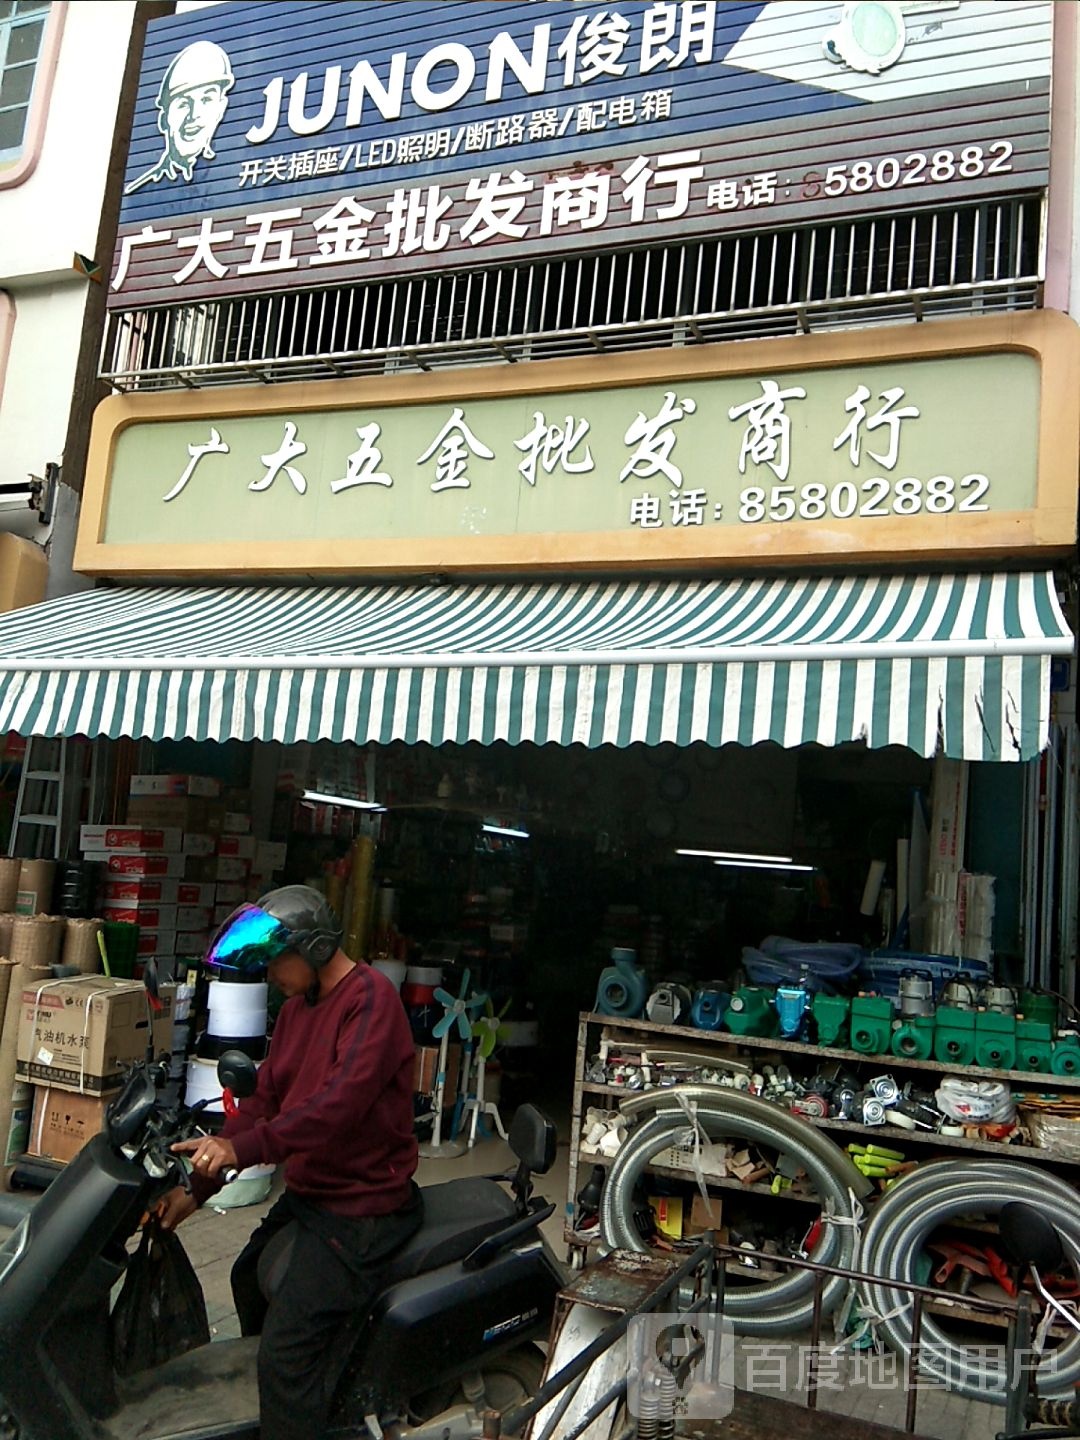 JUNON俊朗
开关插座/LED照明/断路器/配电箱
广大五金批发商行 电话:85802882
广大五金批发商行
电话:85802882
汽油机水泵
百度地图用户